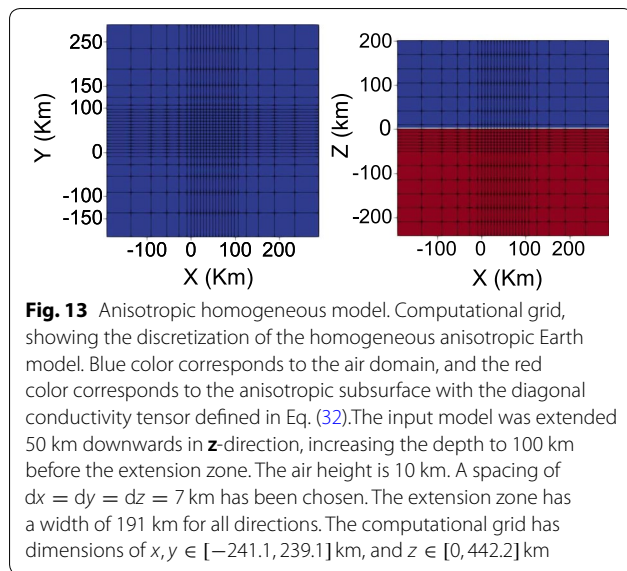 250
150
100
0
-100
-150
Y (Km)
-100 0 100 200
X (Km)
200
100
0
-100
-200
Z (km)
-100 0 100 200
X (Km)
Fig. 13 Anisotropic homogeneous model. Computational grid,
showing the discretization of the homogeneous anisotropic Earth
model. Blue color corresponds to the air domain, and the red
color corresponds to the anisotropic subsurface with the diagonal
conductivity tensor defined in Eq. (32).The input model was extended
50 km downwards in z-direction, increasing the depth to 100 km
before the extension zone. The air height is 10 km. A spacing of
dx = dy = dz = 7 km has been chosen. The extension zone has
a width of 191 km for all directions. The computational grid has
dimensions of x, y ∈ [−241.1, 239.1] km, and z ∈ [0, 442.2] km